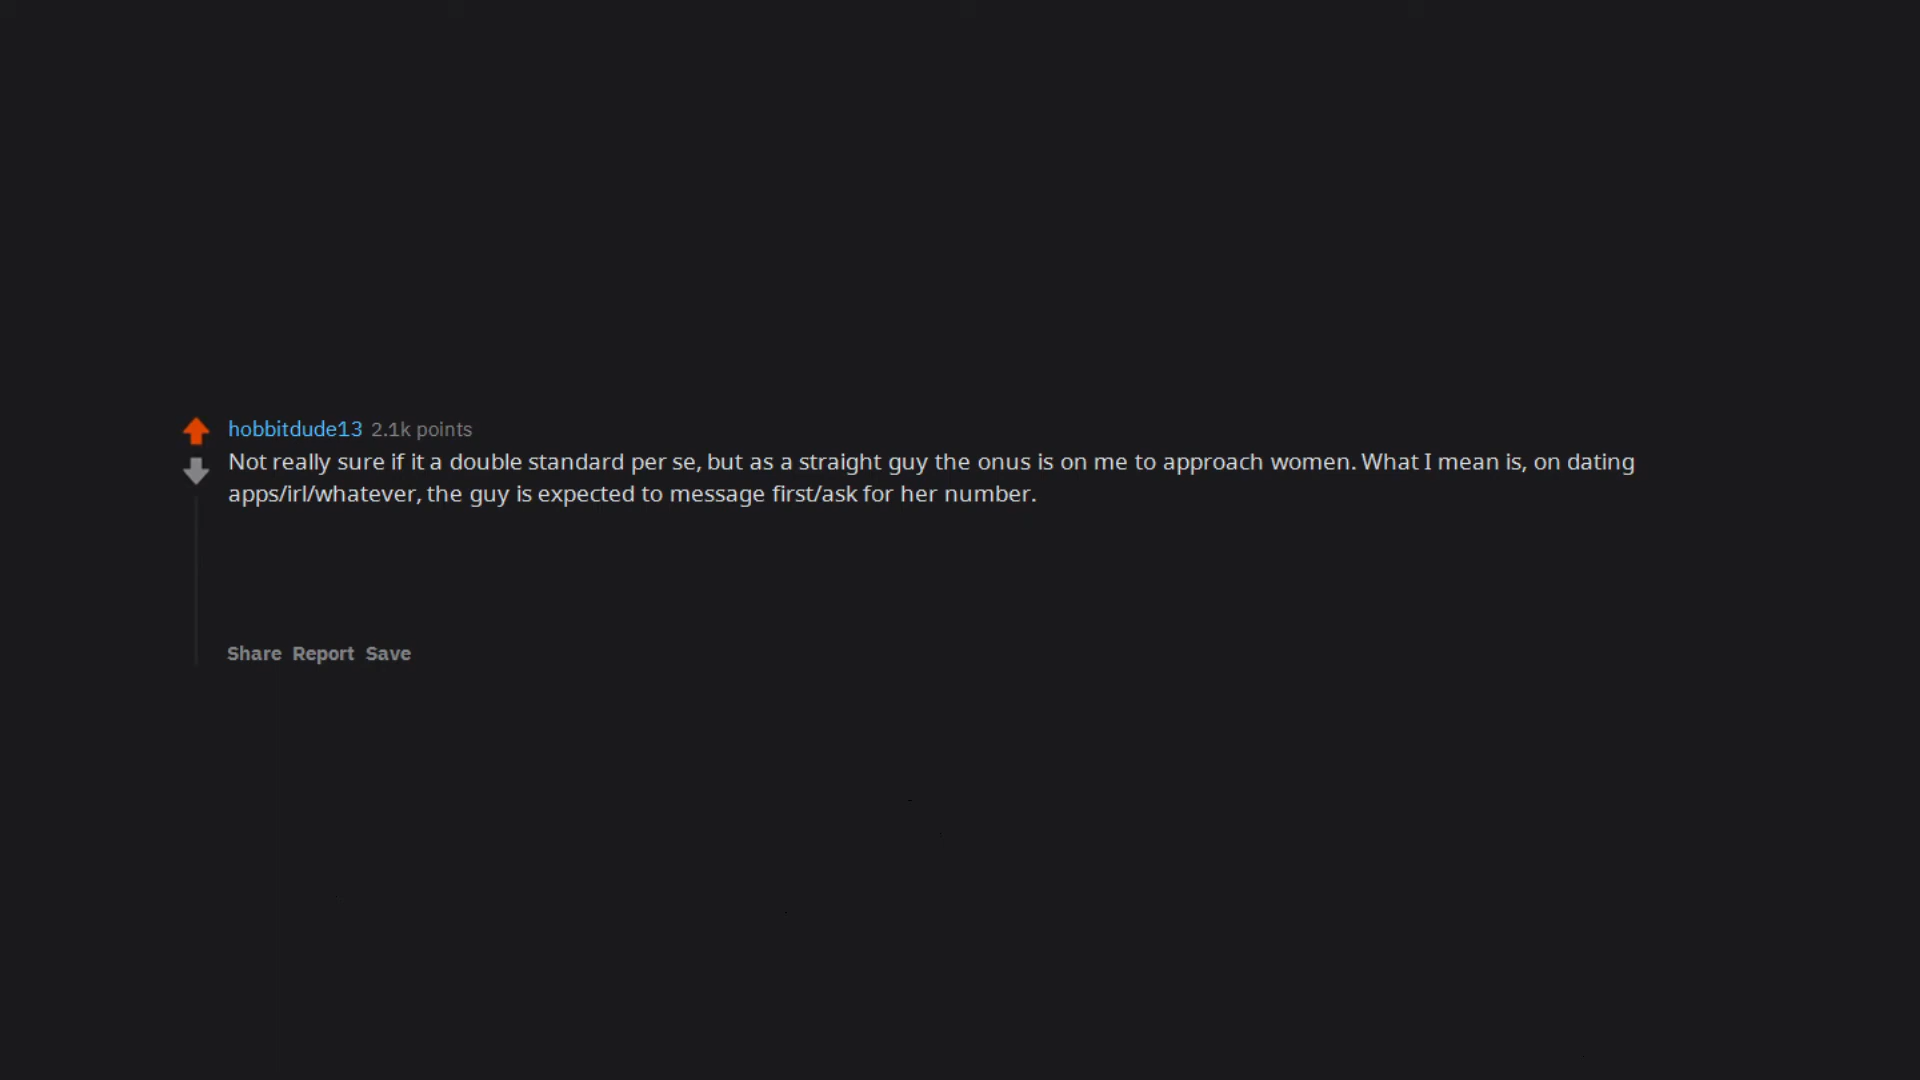 hobbitdude13 2.1k points
Not really sure if it a double standard per se, but as a straight guy the onus is on me to approach women. What I mean is, on dating
apps/irl/whatever, the guy is expected to message first/ask for her number.
Share Report Save